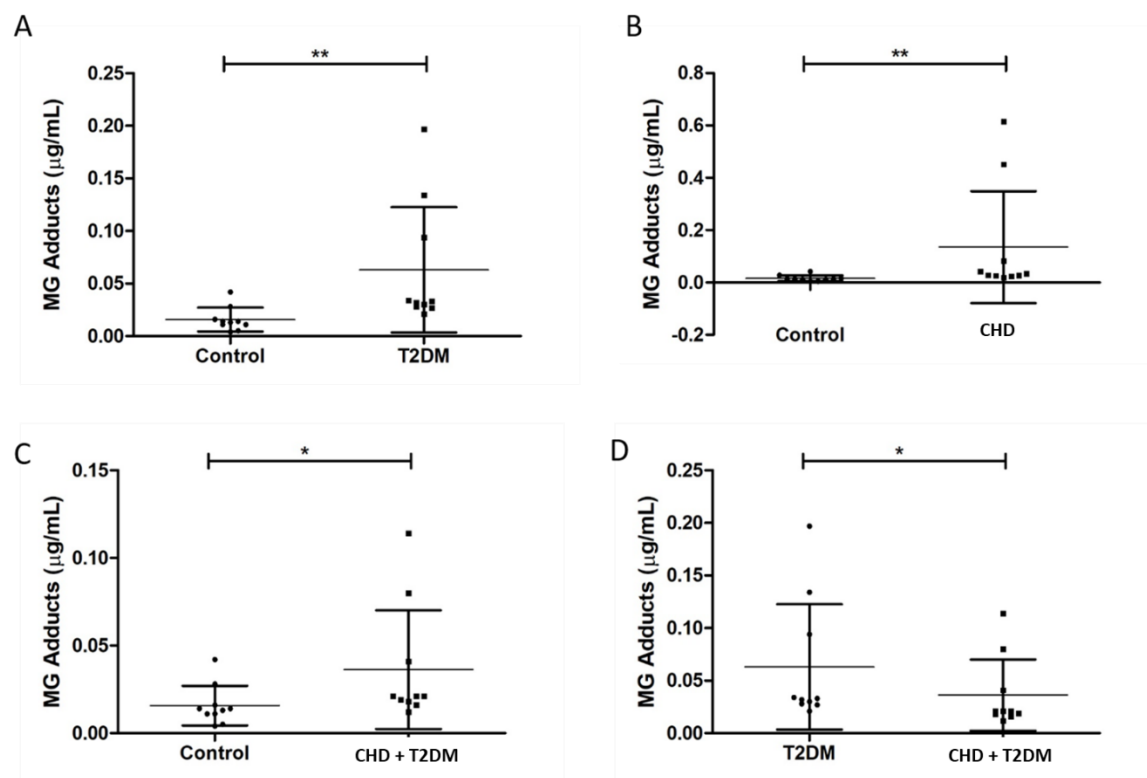 A
**
MG Adducts (μg/mL)
0.25
0.20
0.15
0.10
0.05
0.00
Control
T2DM
B
**
MG Adducts (μg/mL)
0.8
0.6
0.4
0.2
0.0
-0.2
Control
CHD
C
*
MG Adducts (μg/mL)
0.15
0.10
0.05
0.00
Control
CHD + T2DM
D
*
MG Adducts (μg/mL)
0.25
0.20
0.15
0.10
0.05
0.00
T2DM
CHD + T2DM